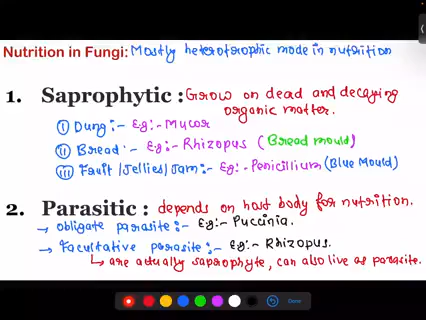 Nutrition in Fungi: Mostly heterotrophic mode in nutrition
1. Saprophytic : Grow on dead and decaying
organic matter.
(i) Dung:- Eg:- Mucor
(ii) Bread:- Eg:- Rhizopus (Bread mould)
(iii) Fruit/Jellies/Jam:- Eg:- Penicillium (Blue Mould)
2. Parasitic : depends on host body for nutrition.
→ obligate parasite:- Eg:- Puccinia.
→ Facultative parasite:- Eg:- Rhizopus.
↳ are actually saprophyte, can also live as parasite.
Done